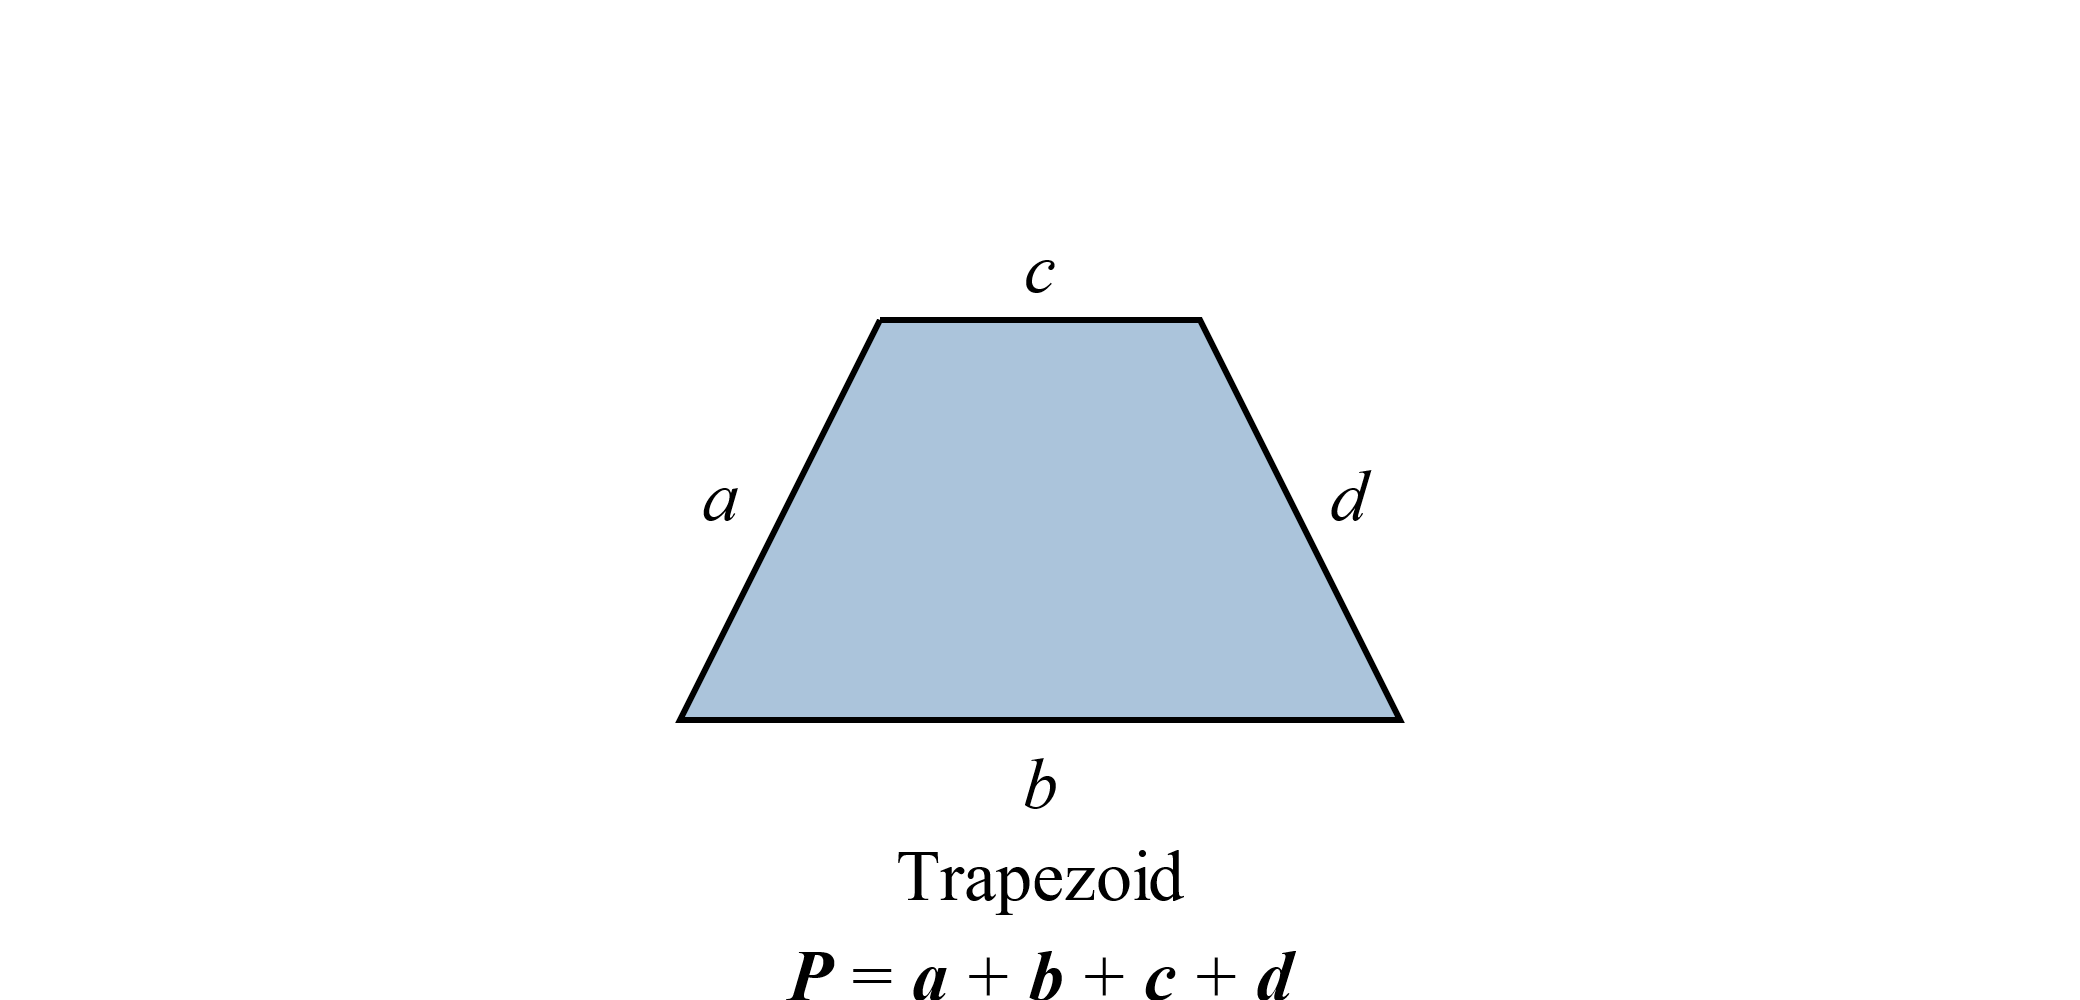 c
a
d
b
Trapezoid
P = a + b + c + d